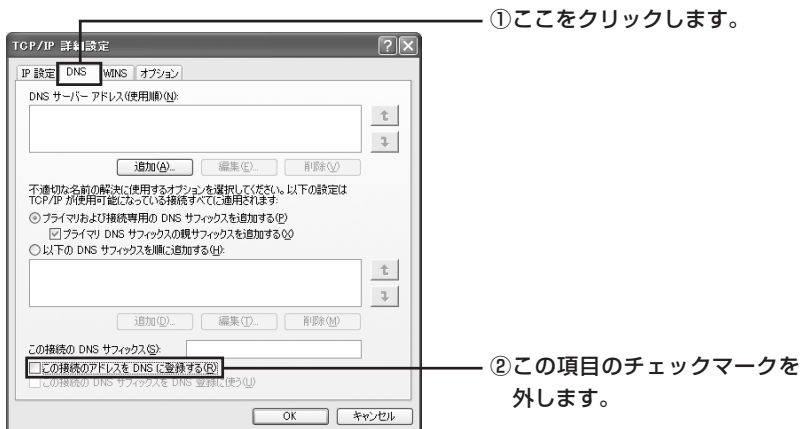 ①ここをクリックします。
TCP/IP 詳細設定
IP 設定 DNS WINS オプション
DNS サーバー アドレス(使用順)(N):
追加(A)... 編集(E)... 削除(V)
不適切な名前の解決に使用するオプションを選択してください。以下の設定は
TCP/IP が使用可能になっている接続すべてに適用されます:
プライマリおよび接続専用の DNS サフィックスを追加する(P)
プライマリ DNS サフィックスの親サフィックスを追加する(X)
以下の DNS サフィックスを順に追加する(H):
追加(D)... 編集(T)... 削除(M)
この接続の DNS サフィックス(S):
この接続のアドレスを DNS に登録する(R)
この接続の DNS サフィックスを DNS 登録に使う(U)
②この項目のチェックマークを
外します。
OK キャンセル